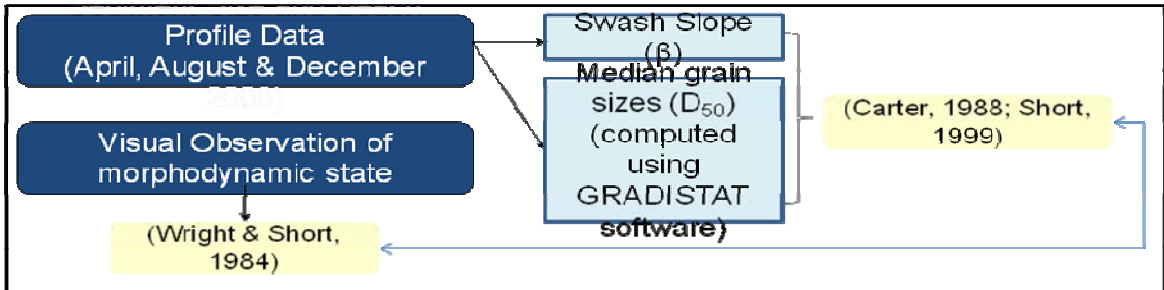 Profile Data
(April, August & December
Visual Observation of
morphodynamic state
(Wright & Short,
1984)
Swash Slope
(β)
Median grain
sizes (D₅₀)
(computed
using
GRADISTAT
software)
(Carter, 1988; Short,
1999)